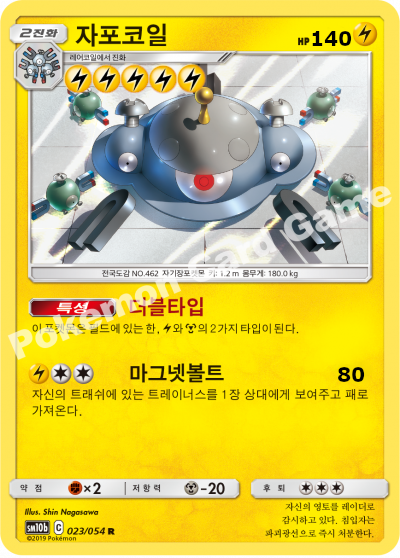 2진화
자포코일
HP 140
레어코일에서 진화
전국도감 NO.462 자기장포켓몬 키: 1.2 m 몸무게: 180.0 kg
특성 더블타입
이 포켓몬은 필드에 있는 한, 와 의 2가지 타입이 된다.
마그넷볼트 80
자신의 트래쉬에 있는 트레이너스를 1장 상대에게 보여주고 패로
가져온다.
약점 ×2 저항력 -20 후퇴
Illus. Shin Nagasawa
sm10b C 023/054 R
©2019 Pokémon
자신의 영토를 레이더로
감시하고 있다. 침입자는
파괴광선으로 즉시 처분한다.
Pokémon Card Game